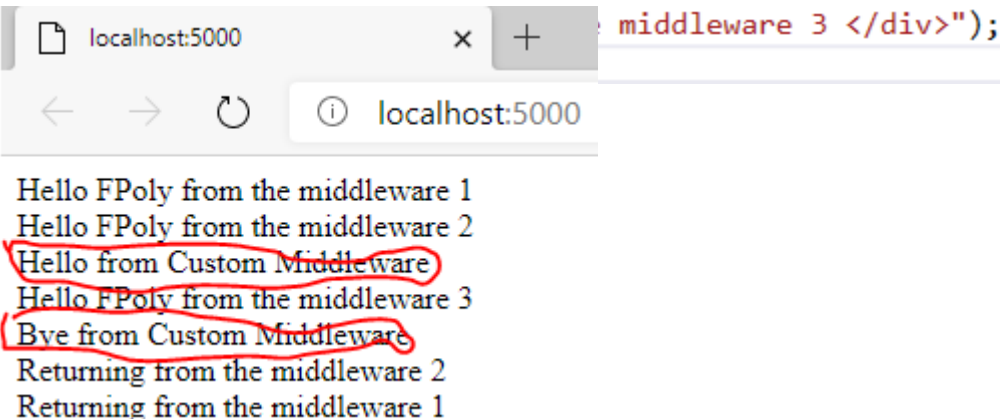 localhost:5000
middleware 3 </div>");
localhost:5000
Hello FPoly from the middleware 1
Hello FPoly from the middleware 2
Hello from Custom Middleware
Hello FPoly from the middleware 3
Bye from Custom Middleware
Returning from the middleware 2
Returning from the middleware 1